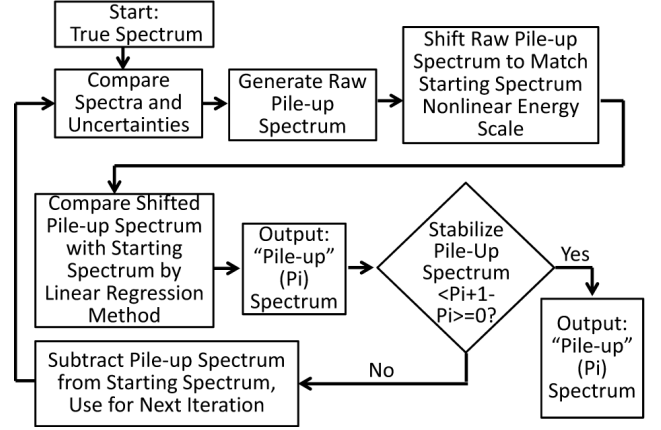 Start:
True Spectrum
Compare
Spectra and
Uncertainties
Generate Raw
Pile-up
Spectrum
Shift Raw Pile-up
Spectrum to Match
Starting Spectrum
Nonlinear Energy
Scale
Compare Shifted
Pile-up Spectrum
with Starting
Spectrum by
Linear Regression
Method
Output:
“Pile-up”
(Pi)
Spectrum
Stabilize
Pile-Up
Spectrum
<Pi+1-
Pi>=0?
Yes
Output:
“Pile-up”
(Pi)
Spectrum
No
Subtract Pile-up Spectrum
from Starting Spectrum,
Use for Next Iteration